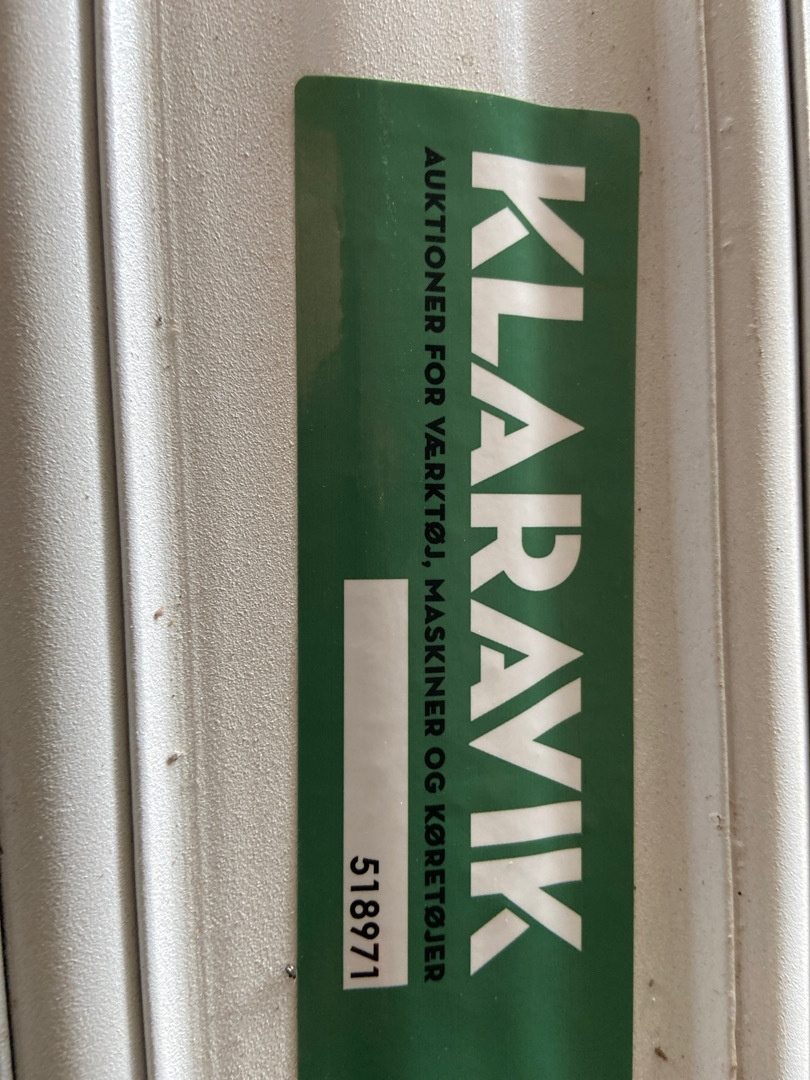 KLARAVIK
AUKTIONER FOR VÆRKTØJ, MASKINER OG KØRETØJER
518971